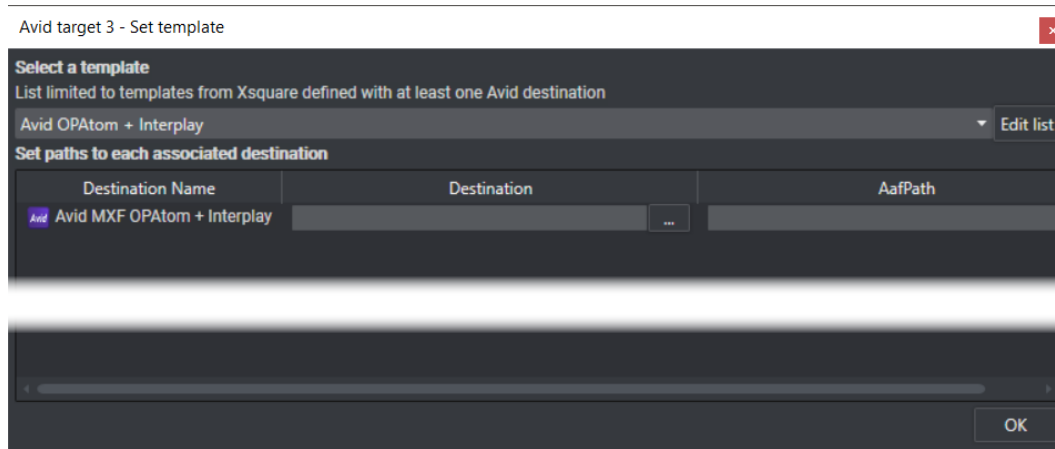 Avid target 3 - Set template
Select a template
List limited to templates from Xsquare defined with at least one Avid destination
Avid OPAtom + Interplay
Edit list
Set paths to each associated destination
Destination Name Destination AafPath
Avid Avid MXF OPAtom + Interplay ...
OK